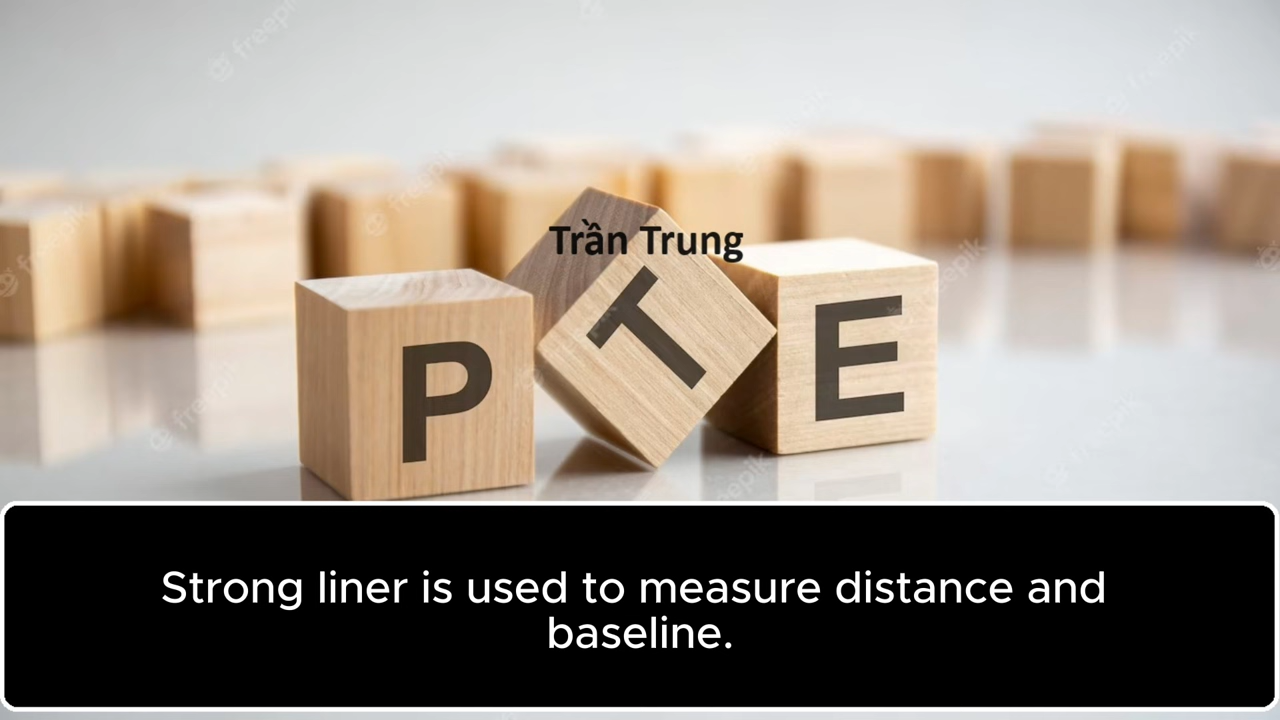 Trần Trung
P T E
Strong liner is used to measure distance and
baseline.